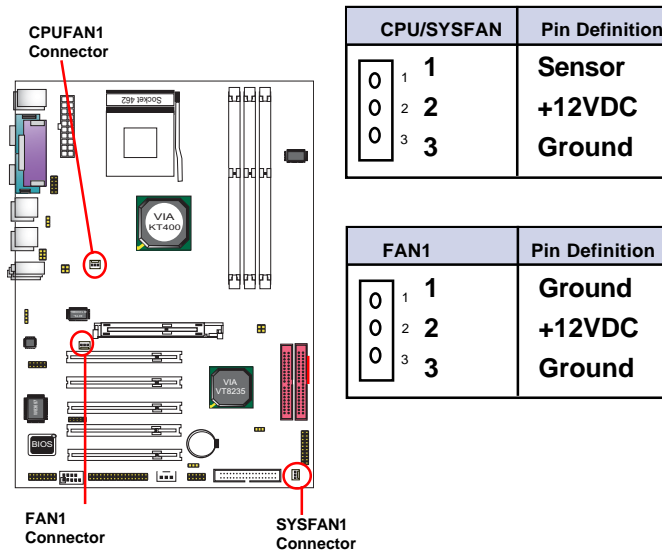 CPUFAN1
Connector
CPU/SYSFAN Pin Definition
1 1 Sensor
2 2 +12VDC
3 3 Ground
Socket 462
VIA
KT400
FAN1 Pin Definition
1 1 Ground
2 2 +12VDC
3 3 Ground
VIA
VT8235
BIOS
FAN1
Connector
SYSFAN1
Connector